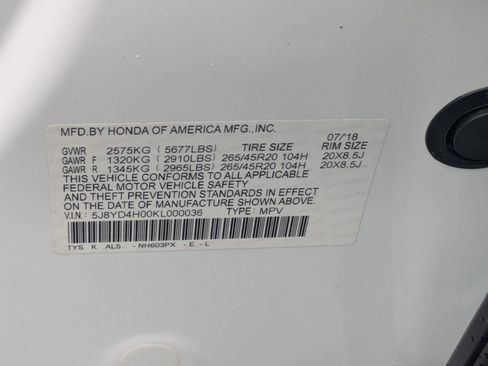 MFD.BY HONDA OF AMERICA MFG.,INC. 07/18
GVWR 2575KG ( 5677LBS) TIRE SIZE RIM SIZE
GAWR F 1320KG ( 2910LBS) 265/45R20 104H 20X8.5J
GAWR R 1345KG ( 2965LBS) 265/45R20 104H 20X8.5J
THIS VEHICLE CONFORMS TO ALL APPLICABLE
FEDERAL MOTOR VEHICLE SAFETY
AND THEFT PREVENTION STANDARDS IN EFFECT
ON THE DATE OF MANUFACTURE SHOWN ABOVE.
V.I.N.: 5J8YD4H00KL000036 TYPE: MPV
TYS K AL5 - NH603PX - E - L